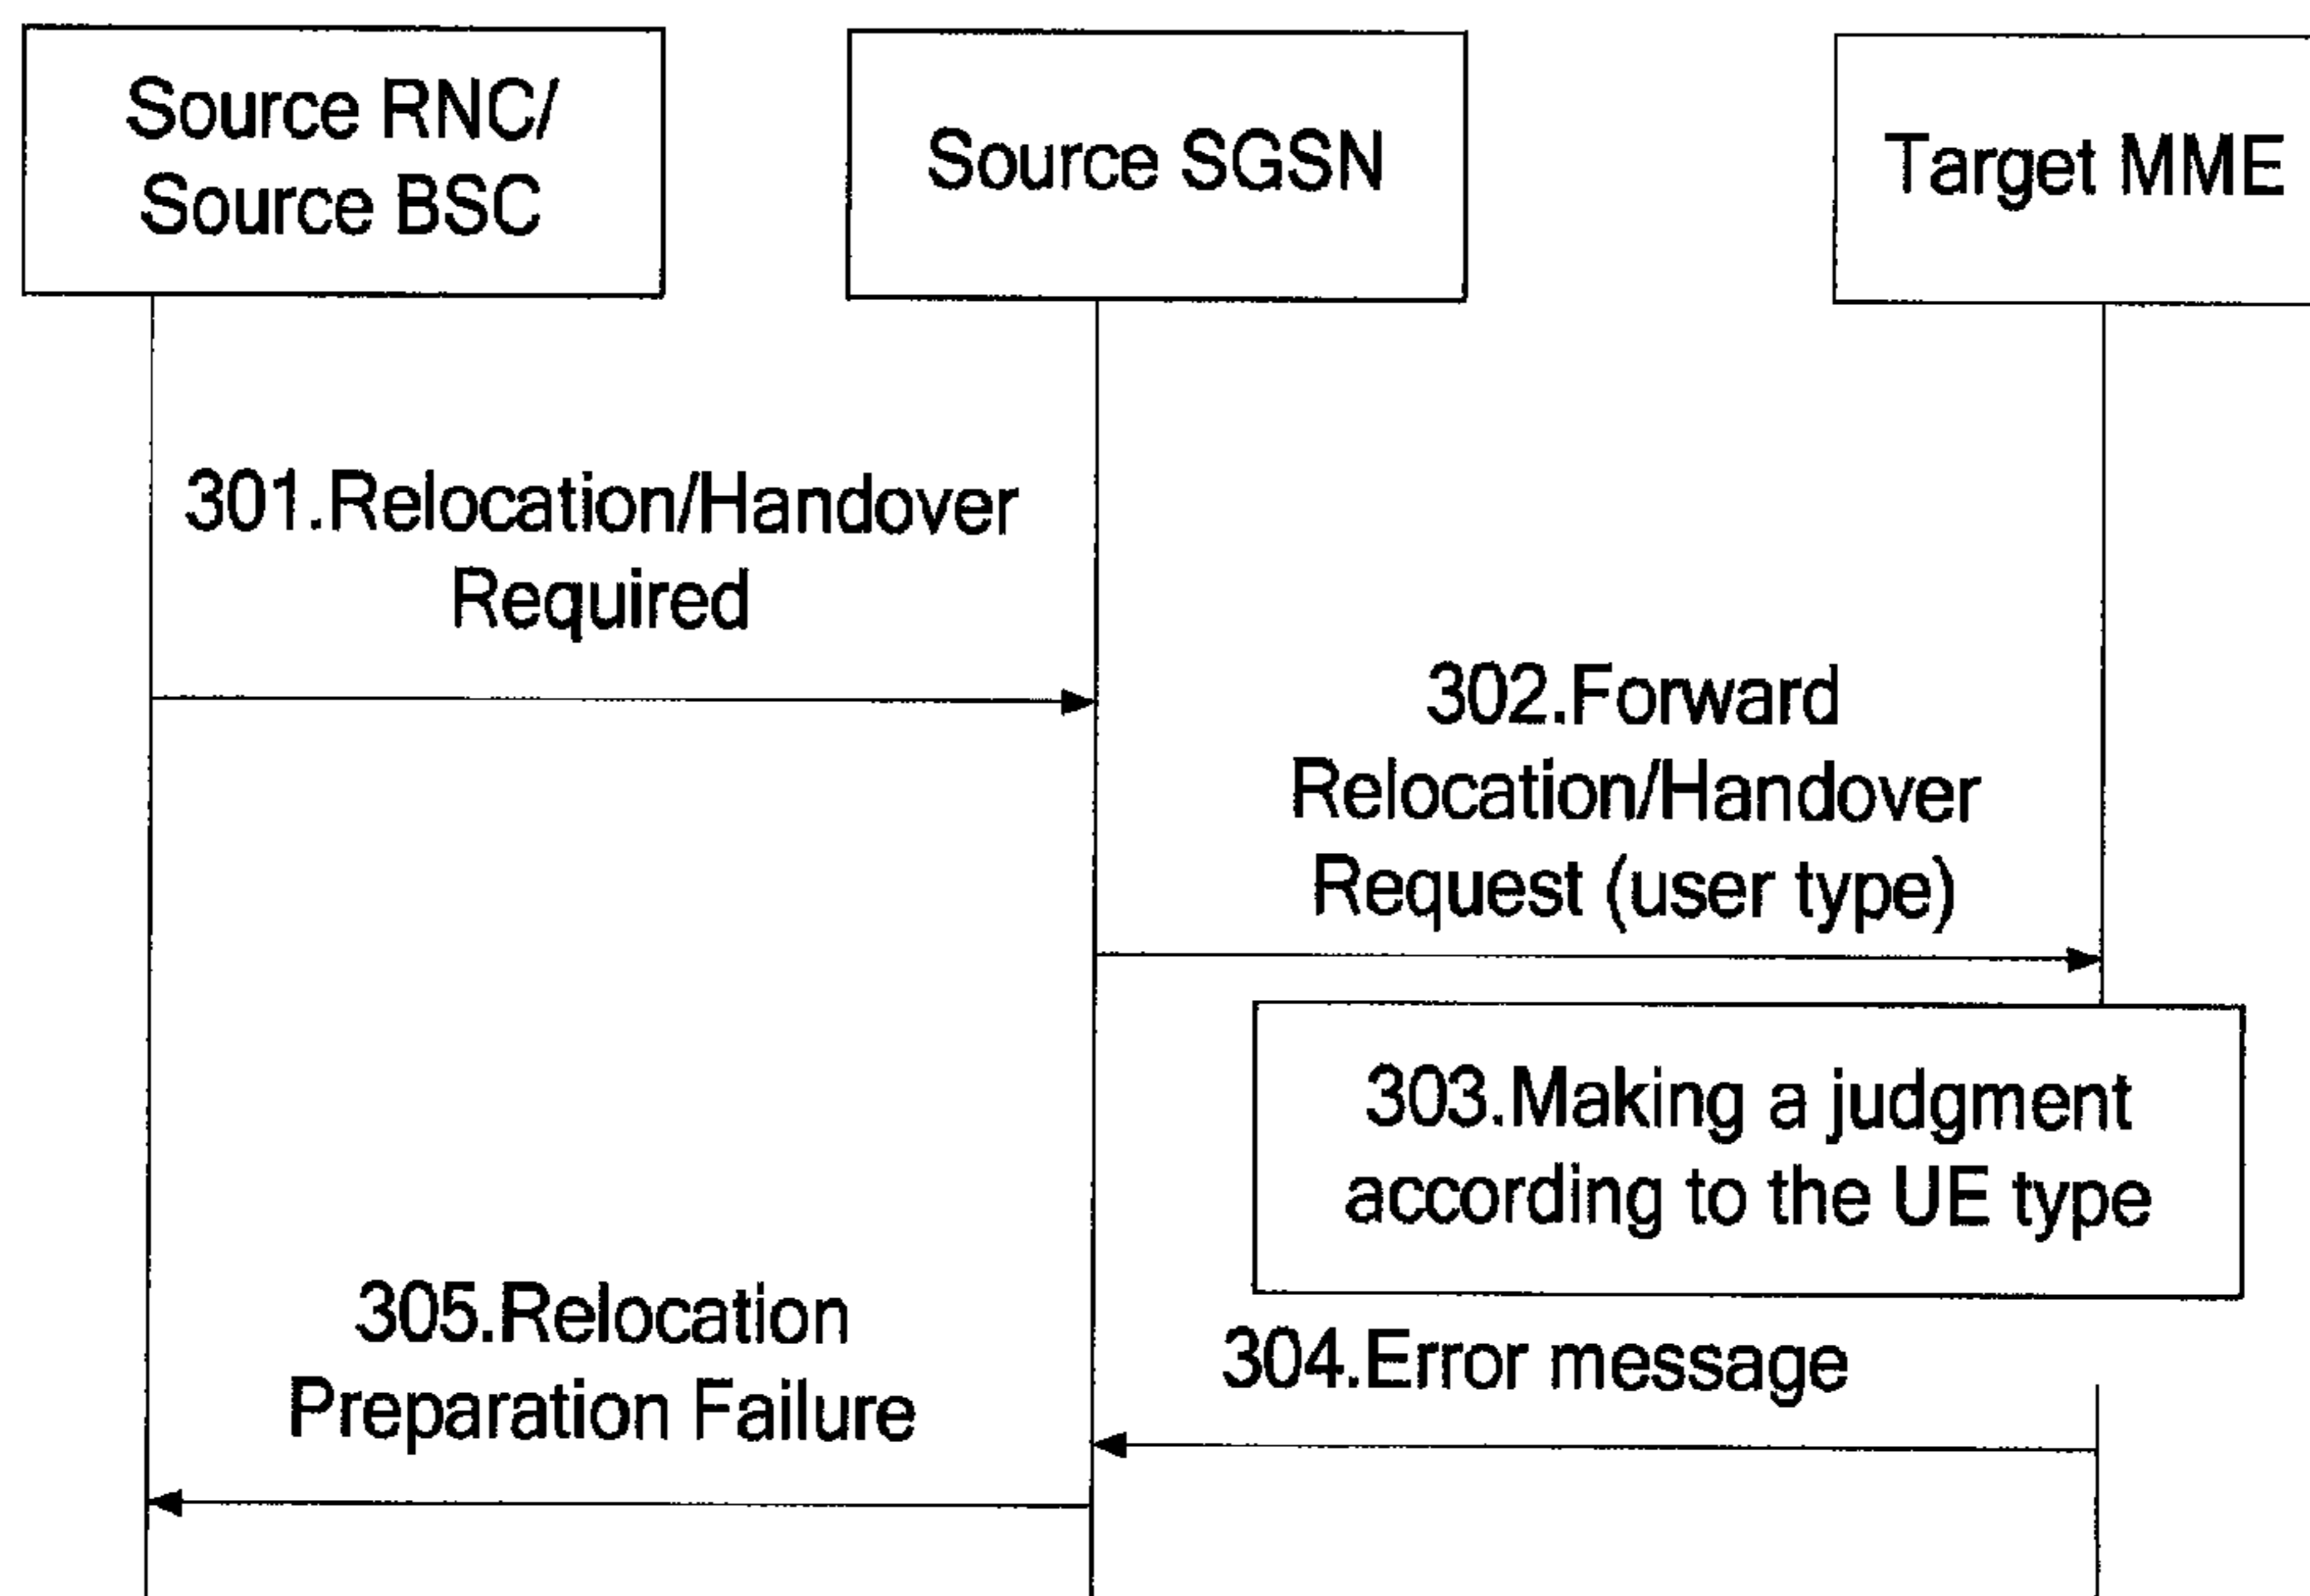 Source RNC/
Source BSC
Source SGSN
Target MME
301.Relocation/Handover
Required
302.Forward
Relocation/Handover
Request (user type)
303.Making a judgment
according to the UE type
304.Error message
305.Relocation
Preparation Failure